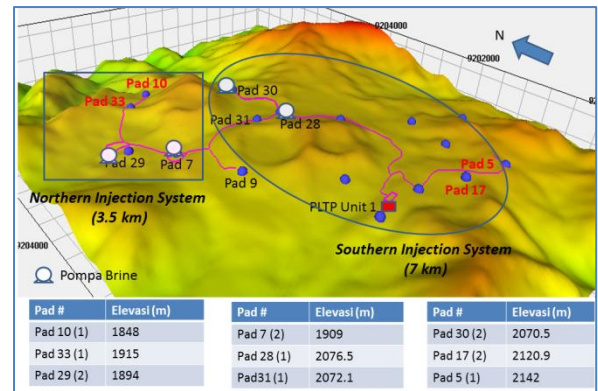 9204000
9202000
9200
N
Pad 10
Pad 33
Pad 30
Pad 31
Pad 28
Pad 29
Pad 7
Pad 9
Pad 5
Pad 17
PLTP Unit 1
Northern Injection System
(3.5 km)
Southern Injection System
(7 km)
9204000
Pompa Brine
Pad # Elevasi (m)
Pad 10 (1) 1848
Pad 33 (1) 1915
Pad 29 (2) 1894
Pad # Elevasi (m)
Pad 7 (2) 1909
Pad 28 (1) 2076.5
Pad31 (1) 2072.1
Pad # Elevasi (m)
Pad 30 (2) 2070.5
Pad 17 (2) 2120.9
Pad 5 (1) 2142